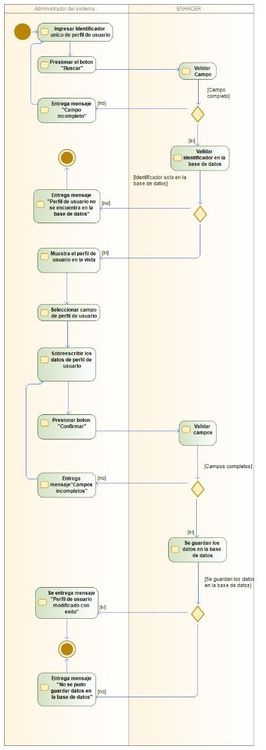 Administrador del sistema
ENHACER
Ingresar Identificador
unico de perfil de usuario
Presionar el boton
"Buscar"
Validar
Campo
[Campo
completo]
Entrega mensaje
"Campo
incompleto"
[no]
[si]
Validar
identificador en la
base de datos
[Identificador esta en la
base de datos]
Entrega mensaje
"Perfil de usuario no
se encuentra en la
base de datos"
[no]
Muestra el perfil de
usuario en la vista
[si]
Seleccionar campo
de perfil de usuario
Sobreescribir los
datos de perfil de
usuario
Presionar boton
"Confirmar"
Validar
campos
[Campos completos]
Entrega
mensaje"Campos
incompletos"
[no]
[si]
Se guardan los
datos en la base
de datos
[Se guardan los datos
en la base de datos]
Se entrega mensaje
"Perfil de usuario
modificado con
exito"
[si]
Entrega mensaje
"No se pudo
guardar datos en
la base de datos"
[no]